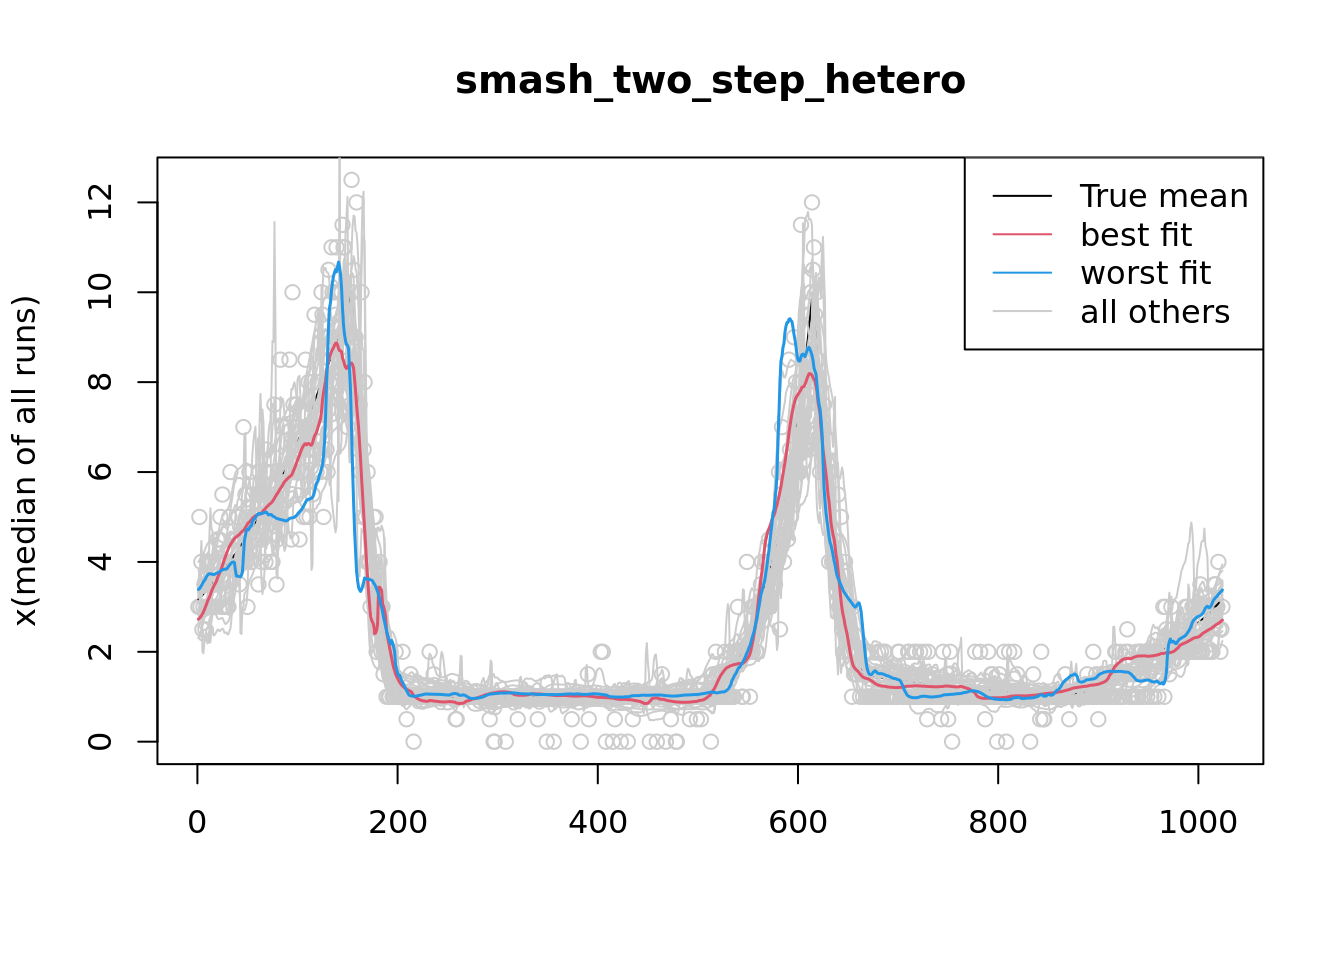 smash_two_step_hetero
x(median of all runs)
12
10
8
6
4
2
0
True mean
best fit
worst fit
all others
0 200 400 600 800 1000